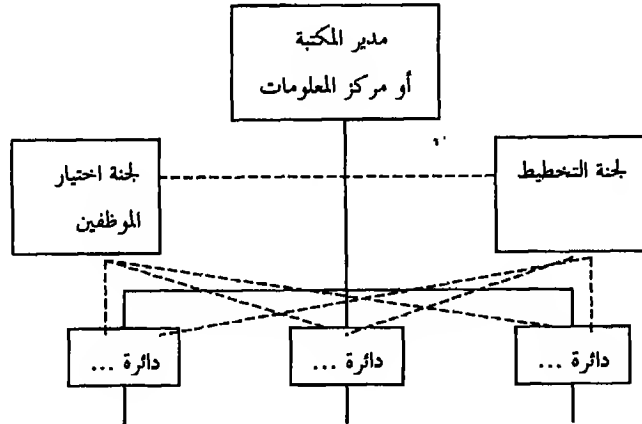 مدير المكتبة
أو مركز المعلومات
لجنة التخطيط
لجنة اختيار
الموظفين
دائرة ...
دائرة ...
دائرة ...